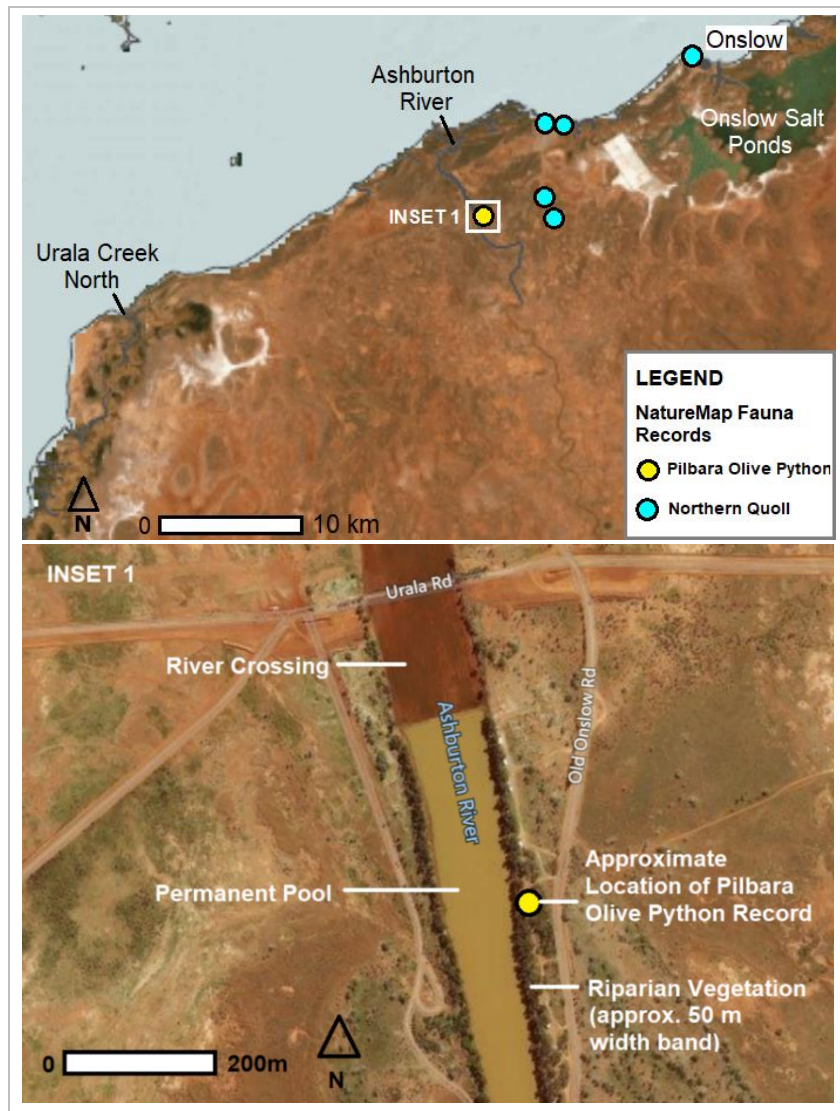 Onslow
Ashburton
River
Onslow Salt
Ponds
INSET 1
Urala Creek
North
LEGEND
NatureMap Fauna
Records
Pilbara Olive Python
Northern Quoll
N
0
10 km
INSET 1
Urala Rd
River Crossing
Ashburton River
Old Onslow Rd
Permanent Pool
Approximate
Location of Pilbara
Olive Python Record
Riparian Vegetation
(approx. 50 m
width band)
0
200m
N